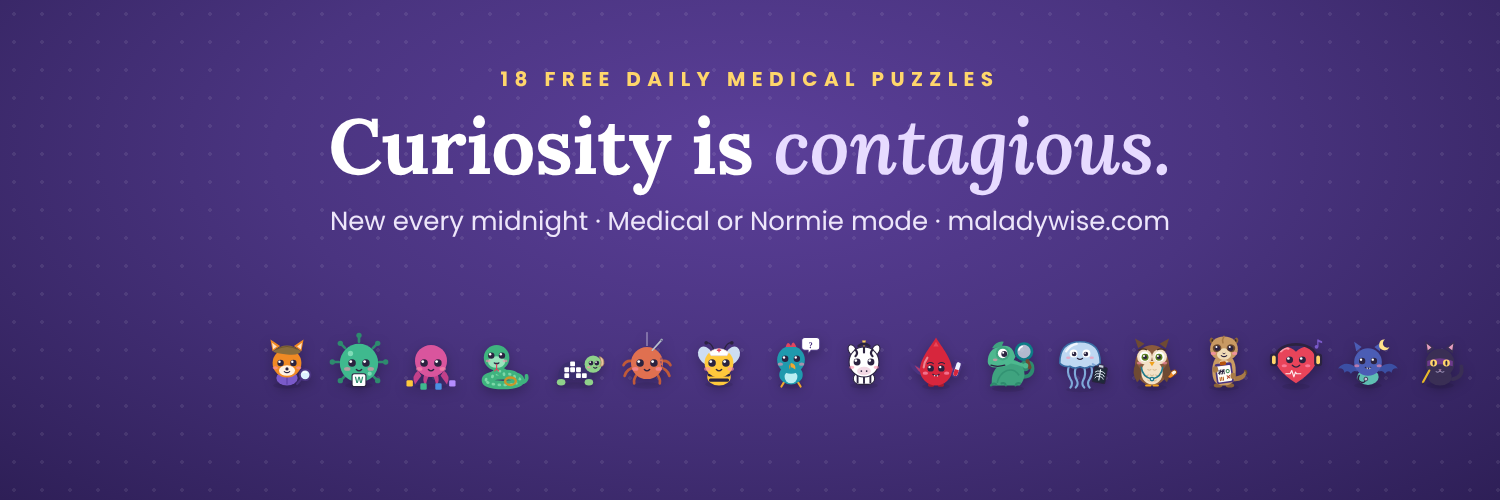 18 FREE DAILY MEDICAL PUZZLES
Curiosity is contagious.
New every midnight · Medical or Normie mode · maladywise.com
?
W